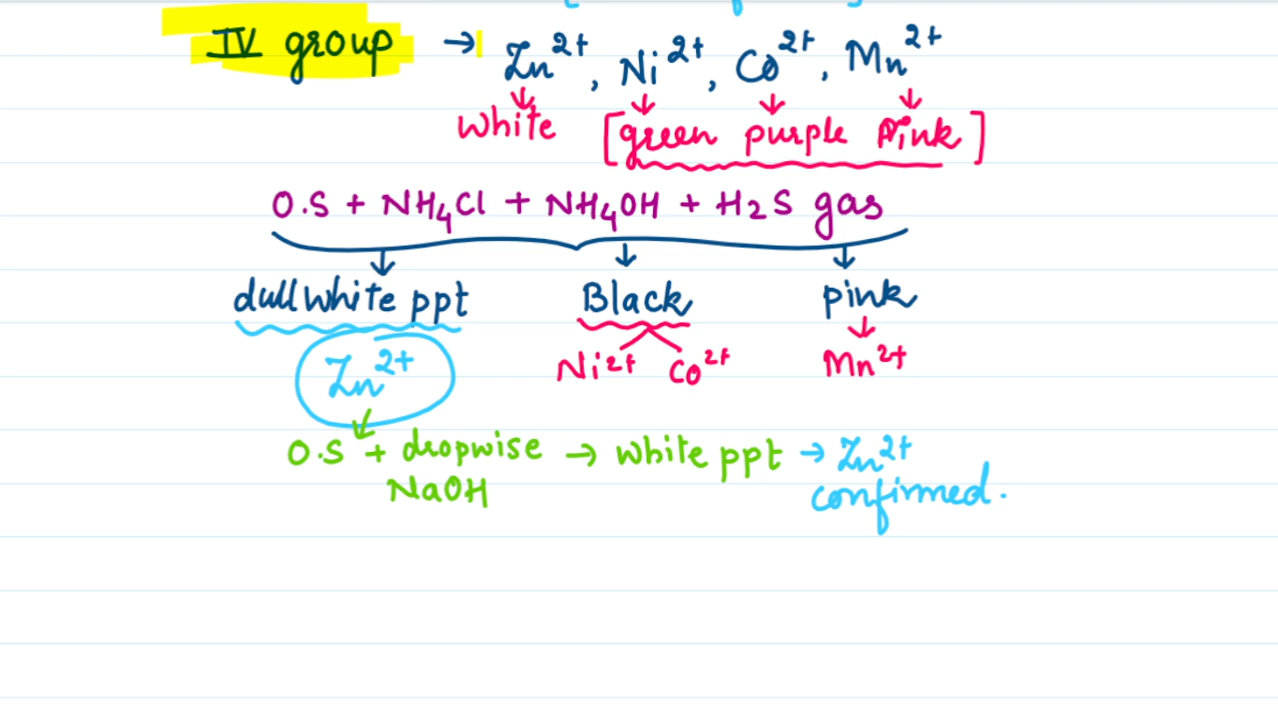 IV group → Zn²⁺, Ni²⁺, Co²⁺, Mn²⁺
White [green purple Pink]
O.S + NH₄Cl + NH₄OH + H₂S gas
dull white ppt Black pink
Zn²⁺ Ni²⁺ Co²⁺ Mn²⁺
O.S + dropwise → white ppt → Zn²⁺
NaOH confirmed.